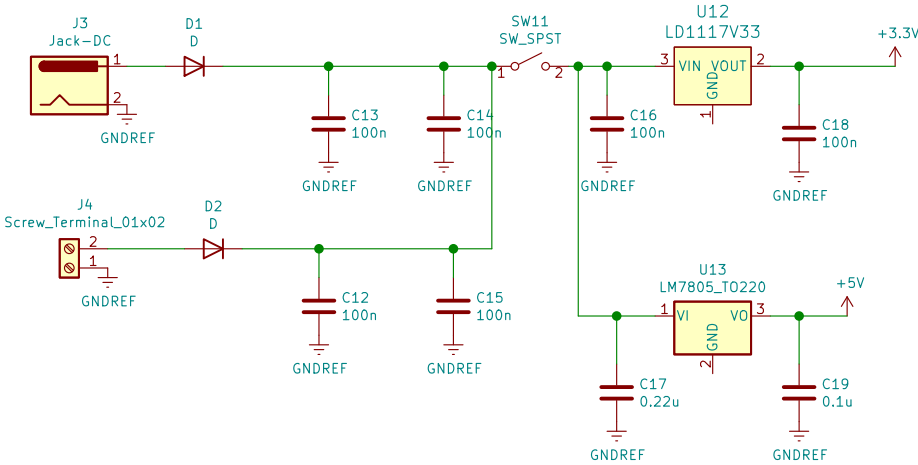 J3
Jack-DC
1
2
GNDREF
D1
D
C13
100n
GNDREF
C14
100n
GNDREF
SW11
SW_SPST
1
2
C16
100n
GNDREF
U12
LD1117V33
3
VIN
VOUT
2
GND
1
+3.3V
C18
100n
GNDREF
J4
Screw_Terminal_01x02
2
1
GNDREF
D2
D
C12
100n
GNDREF
C15
100n
GNDREF
U13
LM7805_TO220
1
VI
VO
3
GND
2
+5V
C17
0.22u
GNDREF
C19
0.1u
GNDREF